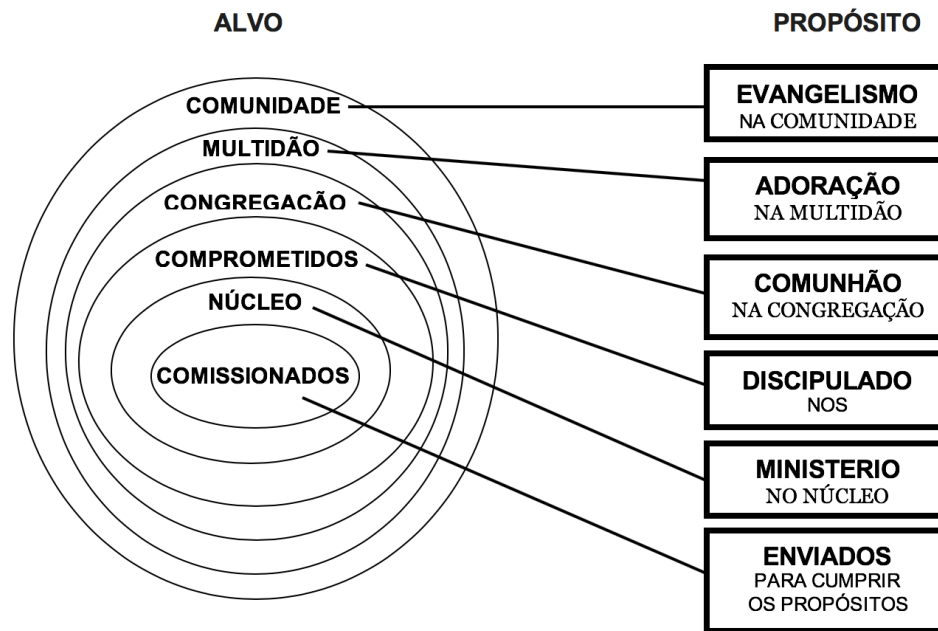 ALVO
PROPÓSITO
COMUNIDADE
MULTIDÃO
CONGREGAÇÃO
COMPROMETIDOS
NÚCLEO
COMISSIONADOS
EVANGELISMO
NA COMUNIDADE
ADORAÇÃO
NA MULTIDÃO
COMUNHÃO
NA CONGREGAÇÃO
DISCIPULADO
NOS
MINISTERIO
NO NÚCLEO
ENVIADOS
PARA CUMPRIR
OS PROPÓSITOS